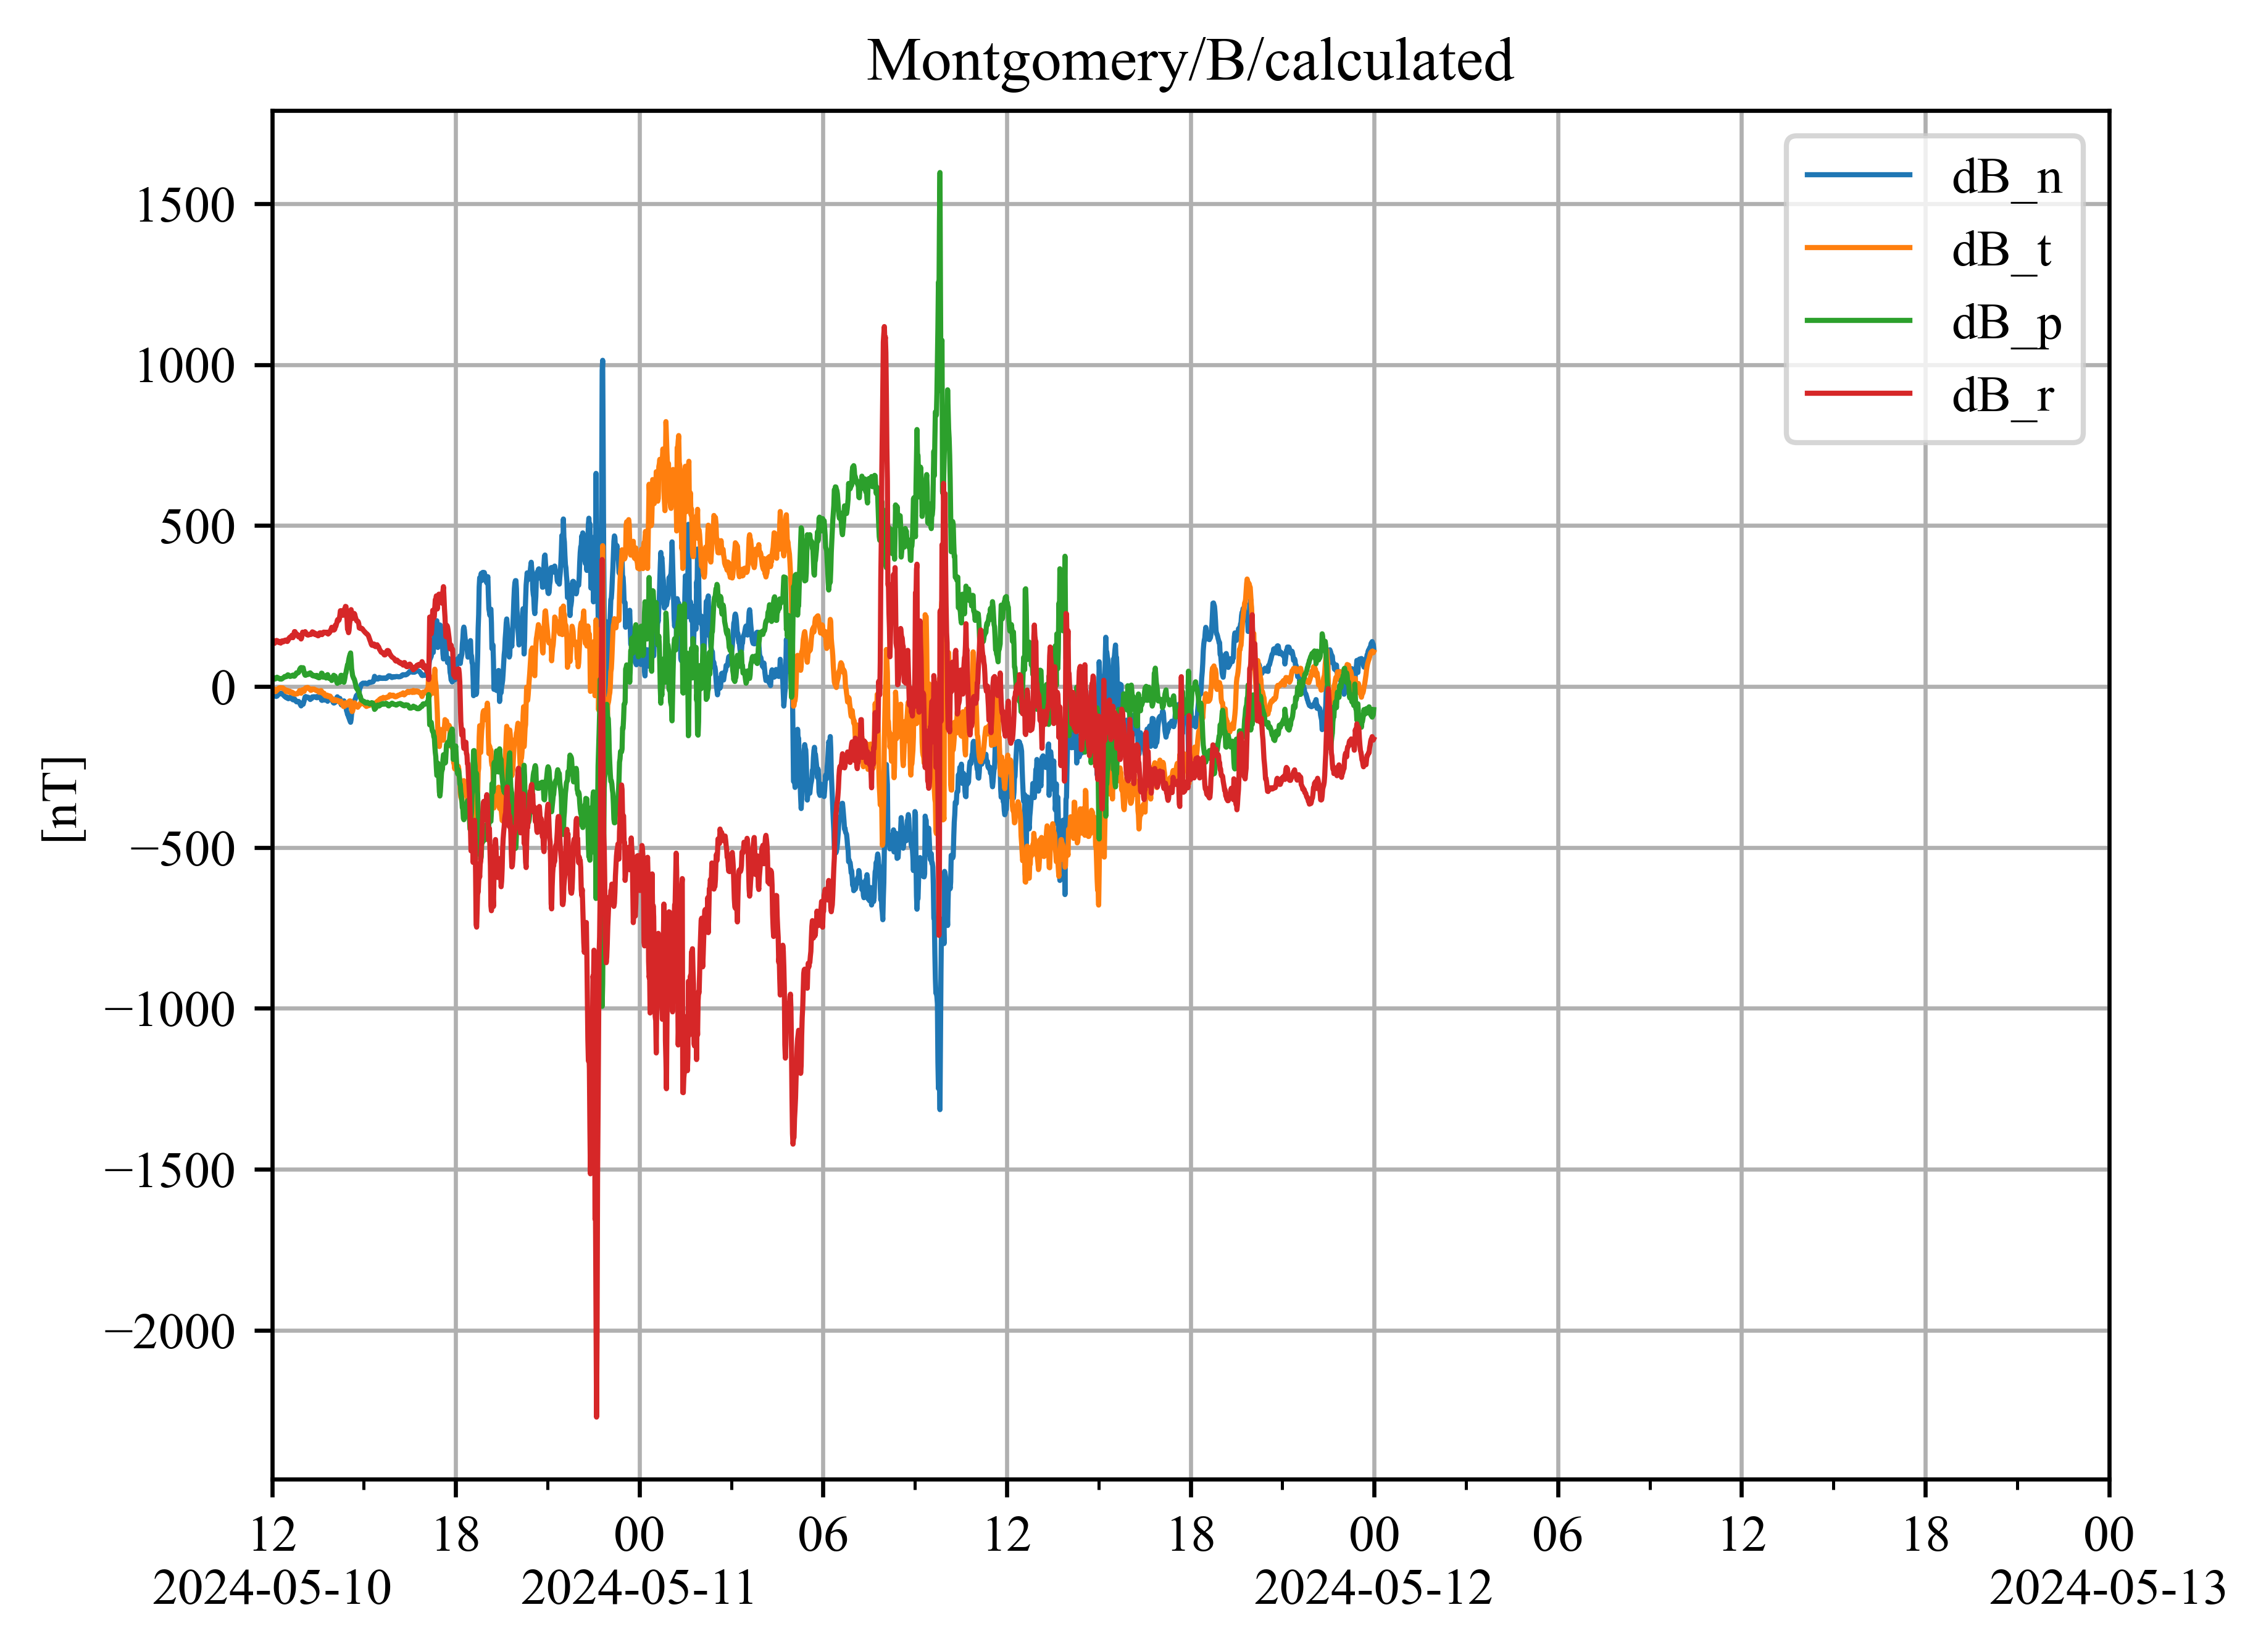 Montgomery/B/calculated
dB_n
dB_t
dB_p
dB_r
[nT]
1500
1000
500
0
−500
−1000
−1500
−2000
12 18 00 06 12 18 00 06 12 18 00
2024-05-10 2024-05-11 2024-05-12 2024-05-13